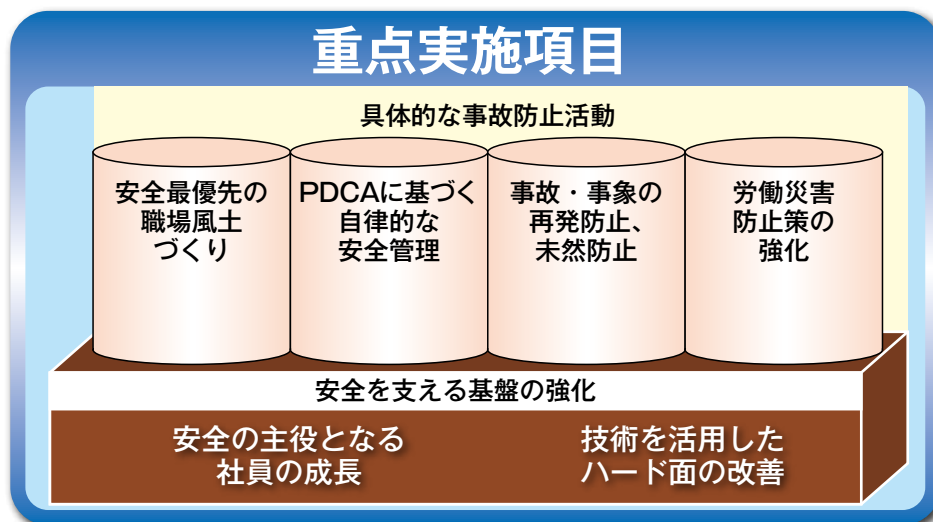 重点実施項目
具体的な事故防止活動
安全最優先の
職場風土
づくり
PDCAに基づく
自律的な
安全管理
事故・事象の
再発防止、
未然防止
労働災害
防止策の
強化
安全を支える基盤の強化
安全の主役となる
社員の成長
技術を活用した
ハード面の改善